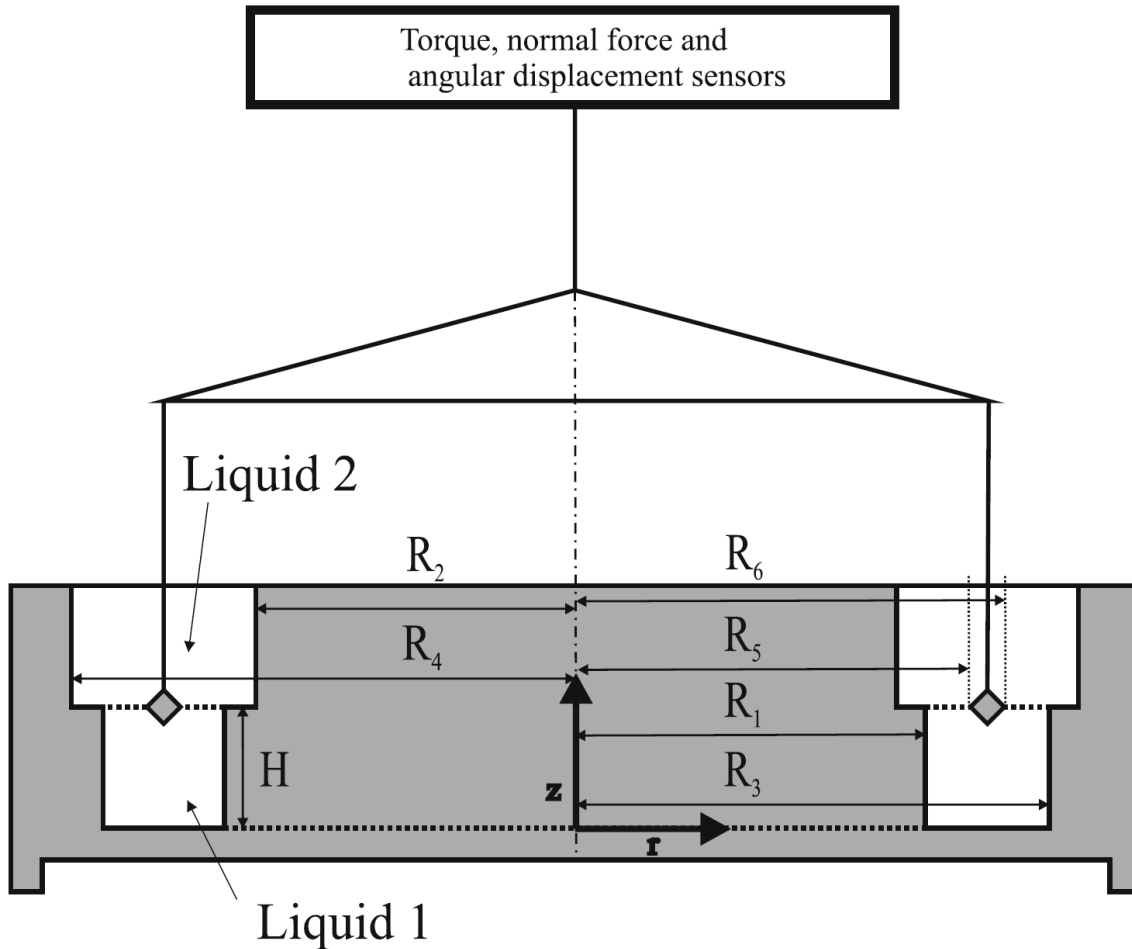 Torque, normal force and
angular displacement sensors
Liquid 2
R₂
R₆
R₄
R₅
R₁
H
z
R₃
r
Liquid 1